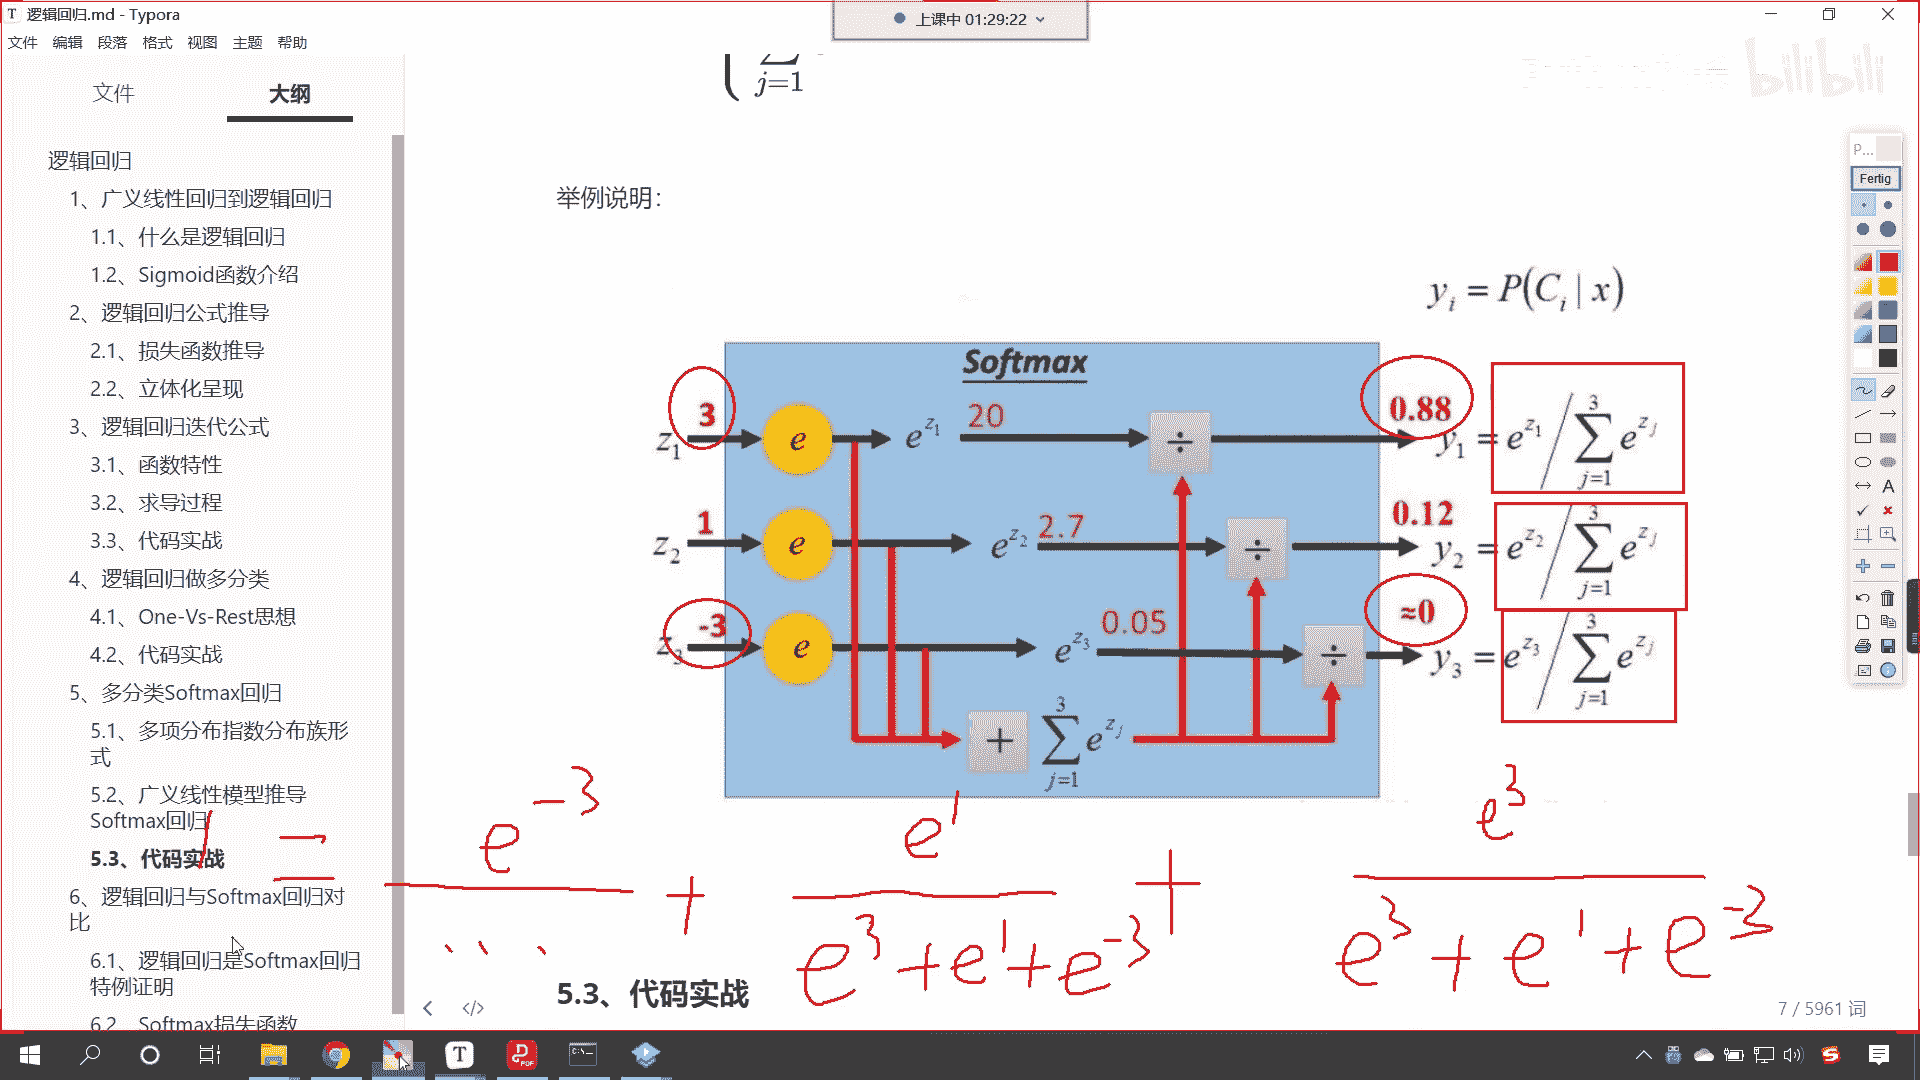 逻辑回归.md - Typora
上课中 01:29:22
文件 编辑 段落 格式 视图 主题 帮助
bilibili
文件 大纲
逻辑回归
1、广义线性回归到逻辑回归
1.1、什么是逻辑回归
1.2、Sigmoid函数介绍
2、逻辑回归公式推导
2.1、损失函数推导
2.2、立体化呈现
3、逻辑回归迭代公式
3.1、函数特性
3.2、求导过程
3.3、代码实战
4、逻辑回归做多分类
4.1、One-Vs-Rest思想
4.2、代码实战
5、多分类Softmax回归
5.1、多项分布指数分布族形
式
5.2、广义线性模型推导
Softmax回归
5.3、代码实战
6、逻辑回归与Softmax回归对
比
6.1、逻辑回归是Softmax回归
特例证明
6.2、Softmax损失函数
j=1
举例说明：
y_i = P(C_i | x)
Softmax
z_1 3 e e^{z_1} 20 ÷ 0.88 y_1 = e^{z_1} / \sum_{j=1}^{3} e^{z_j}
z_2 1 e e^{z_2} 2.7 ÷ 0.12 y_2 = e^{z_2} / \sum_{j=1}^{3} e^{z_j}
z_3 -3 e e^{z_3} 0.05 ÷ ≈0 y_3 = e^{z_3} / \sum_{j=1}^{3} e^{z_j}
+ \sum_{j=1}^{3} e^{z_j}
1 = e^{-3} / ... + e^1 / (e^3 + e^1 + e^{-3}) + e^3 / (e^3 + e^1 + e^{-3})
5.3、代码实战
</> 7 / 5961 词
P...
Fertig
A
T
PDF